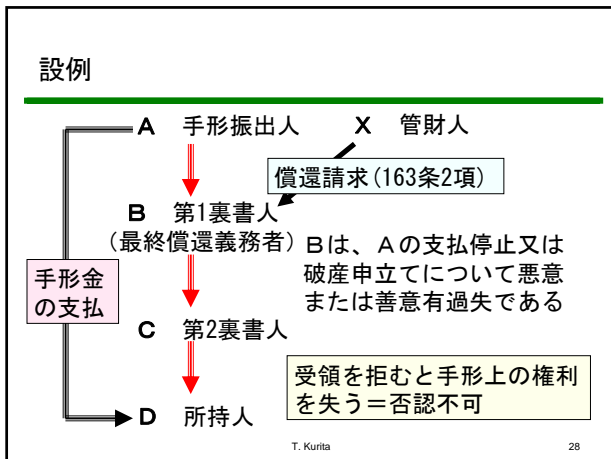 設例
A 手形振出人 X 管財人
償還請求(163条2項)
B 第1裏書人
(最終償還義務者)
Bは、Aの支払停止又は
破産申立てについて悪意
または善意有過失である
手形金
の支払
C 第2裏書人
受領を拒むと手形上の権利
を失う=否認不可
D 所持人
T. Kurita 28